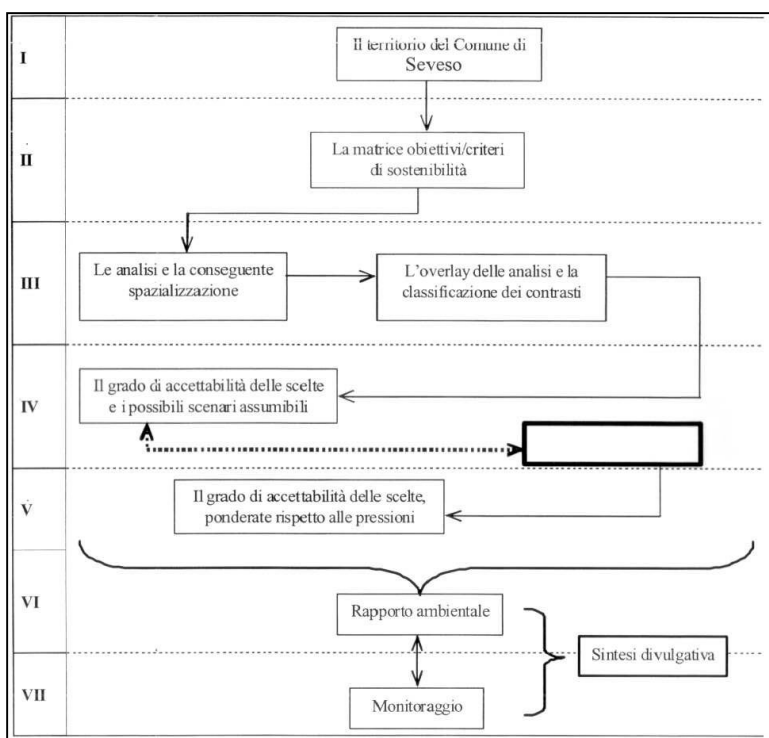 I
Il territorio del Comune di
Seveso
II
La matrice obiettivi/criteri
di sostenibilità
III
Le analisi e la conseguente
spazializzazione
L'overlay delle analisi e la
classificazione dei contrasti
IV
Il grado di accettabilità delle scelte
e i possibili scenari assumibili
V
Il grado di accettabilità delle scelte,
ponderate rispetto alle pressioni
VI
Rapporto ambientale
Sintesi divulgativa
VII
Monitoraggio